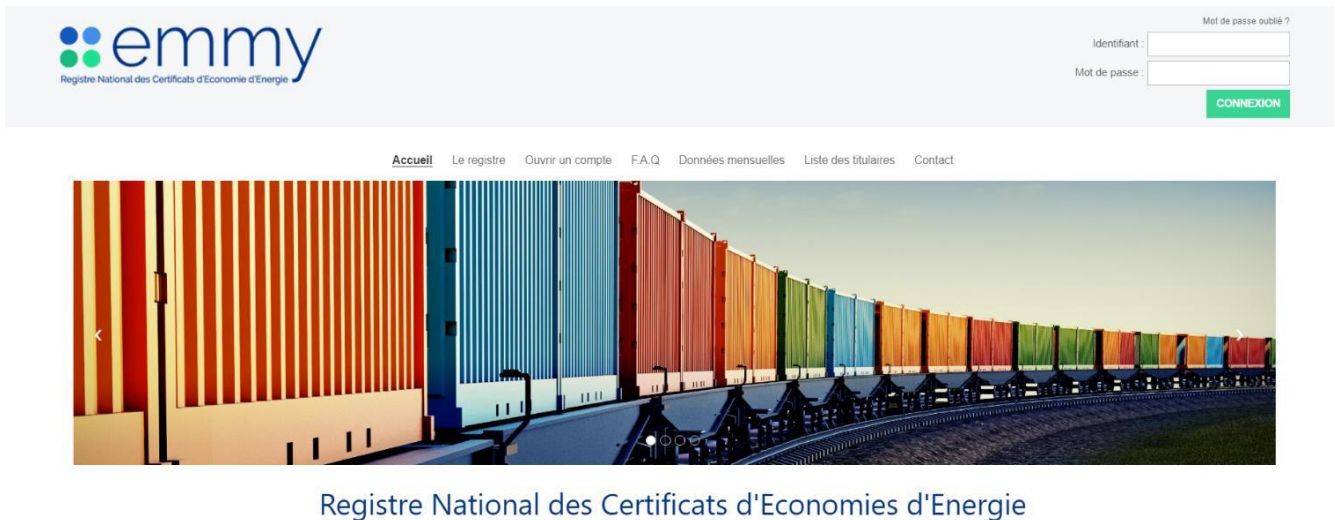 emmy
Registre National des Certificats d'Economie d'Energie
Mot de passe oublié ?
Identifiant :
Mot de passe :
CONNEXION
Accueil Le registre Ouvrir un compte F.A.Q Données mensuelles Liste des titulaires Contact
Registre National des Certificats d'Economies d'Energie